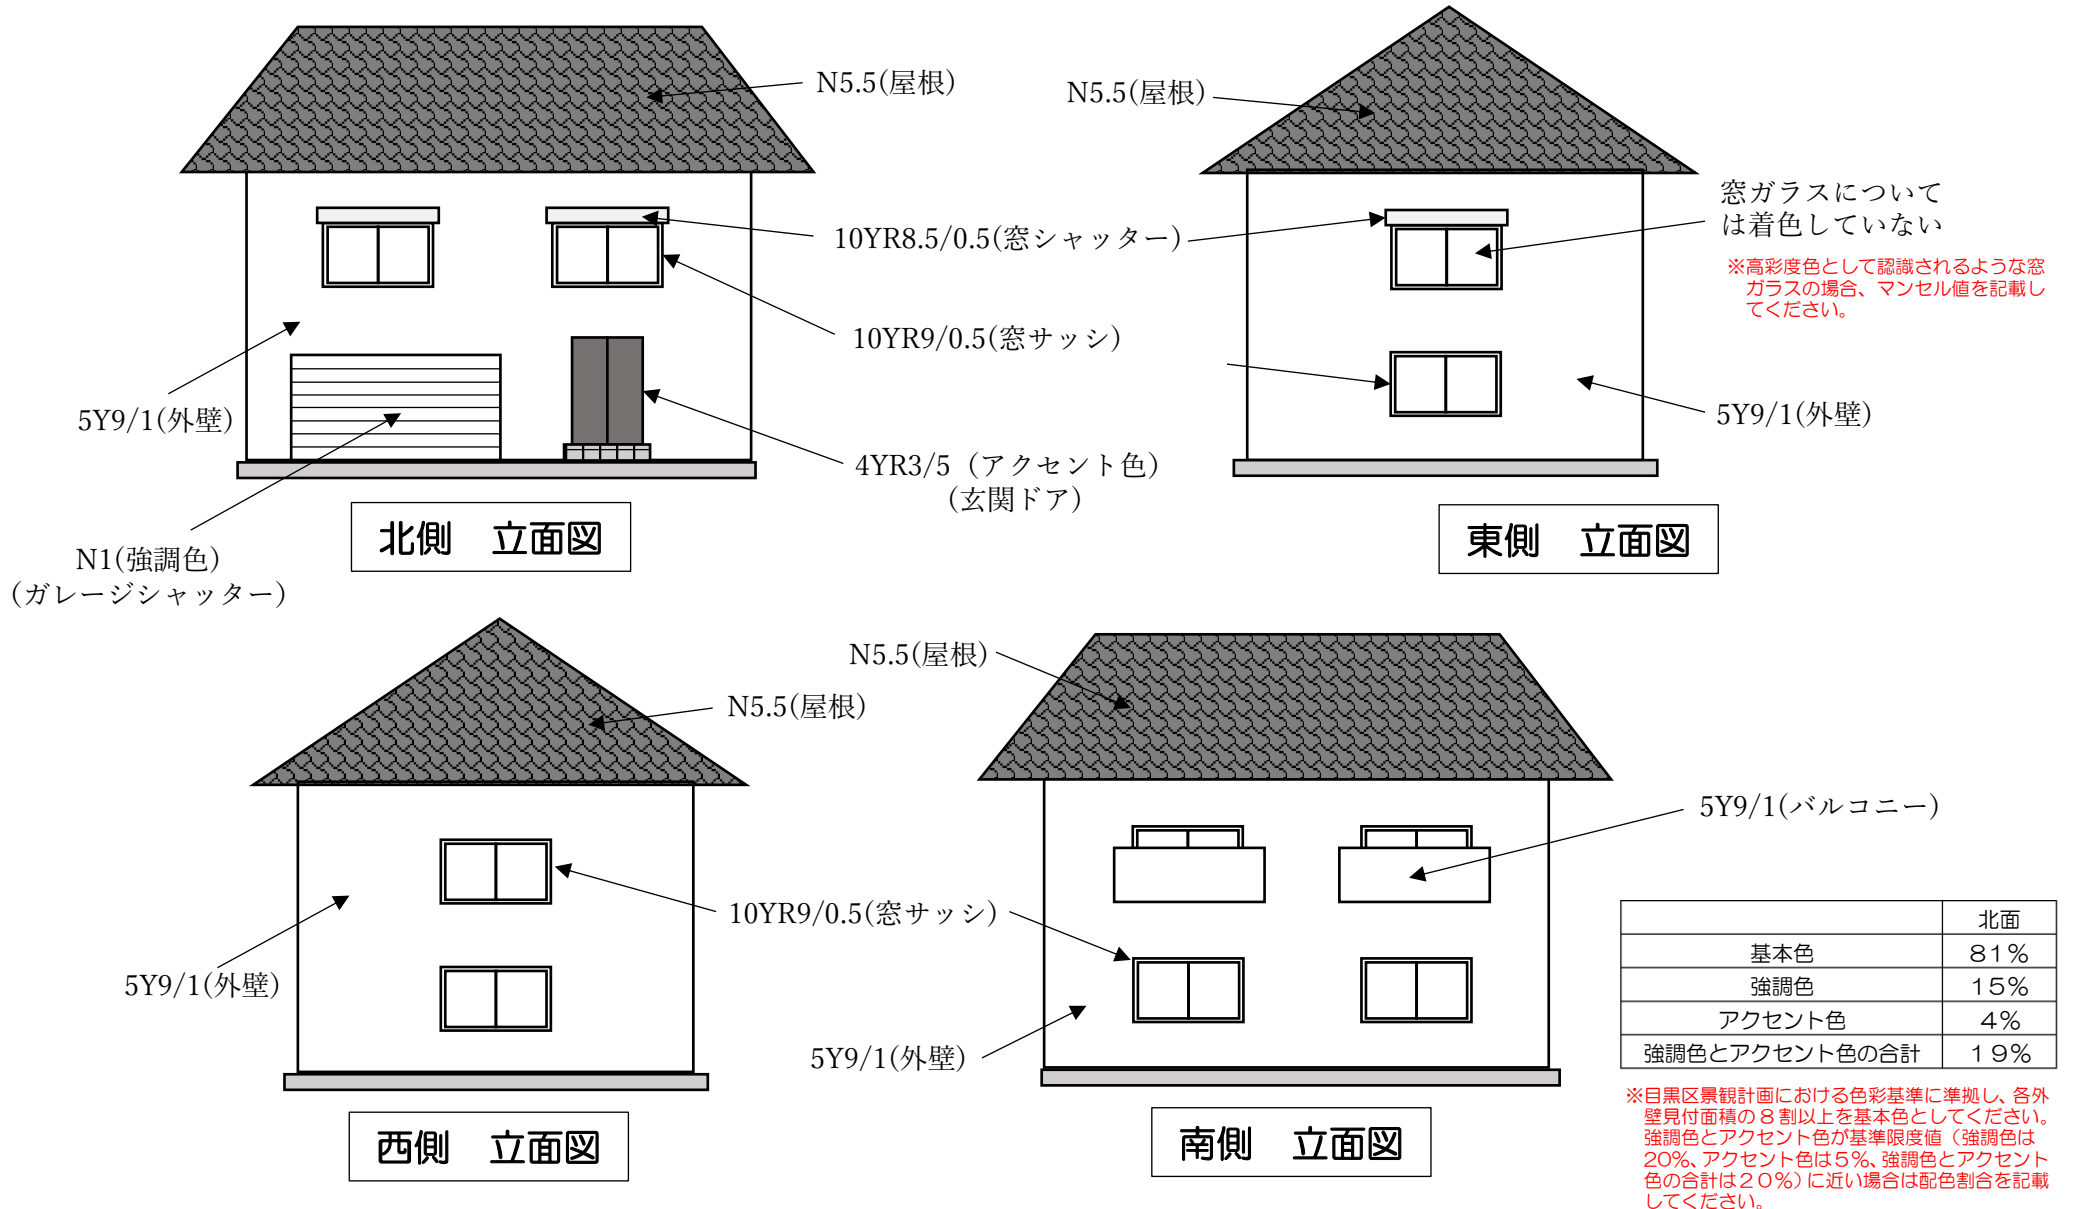 N5.5(屋根)
10YR8.5/0.5(窓シャッター)
10YR9/0.5(窓サッシ)
5Y9/1(外壁)
4YR3/5（アクセント色）
（玄関ドア）
N1(強調色)
（ガレージシャッター）
北側　立面図
N5.5(屋根)
窓ガラスについて
は着色していない
※高彩度色として認識されるような窓
ガラスの場合、マンセル値を記載し
てください。
5Y9/1(外壁)
東側　立面図
N5.5(屋根)
10YR9/0.5(窓サッシ)
5Y9/1(外壁)
西側　立面図
N5.5(屋根)
5Y9/1(バルコニー)
5Y9/1(外壁)
南側　立面図
北面
基本色　８１％
強調色　１５％
アクセント色　４％
強調色とアクセント色の合計　１９％
※目黒区景観計画における色彩基準に準拠し、各外
壁見付面積の８割以上を基本色としてください。
強調色とアクセント色が基準限度値（強調色は
20％、アクセント色は５％、強調色とアクセント
色の合計は２０％）に近い場合は配色割合を記載
してください。